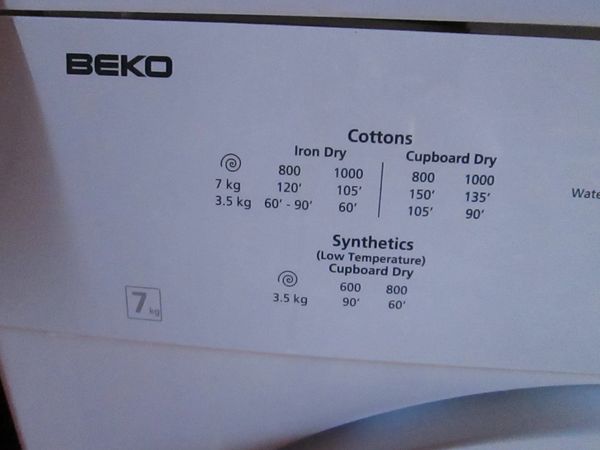 BEKO
Cottons
Iron Dry Cupboard Dry
800 1000 800 1000
7 kg 120' 105' 150' 135'
3.5 kg 60' - 90' 60' 105' 90'
Synthetics
(Low Temperature)
Cupboard Dry
600 800
3.5 kg 90' 60'
7 kg